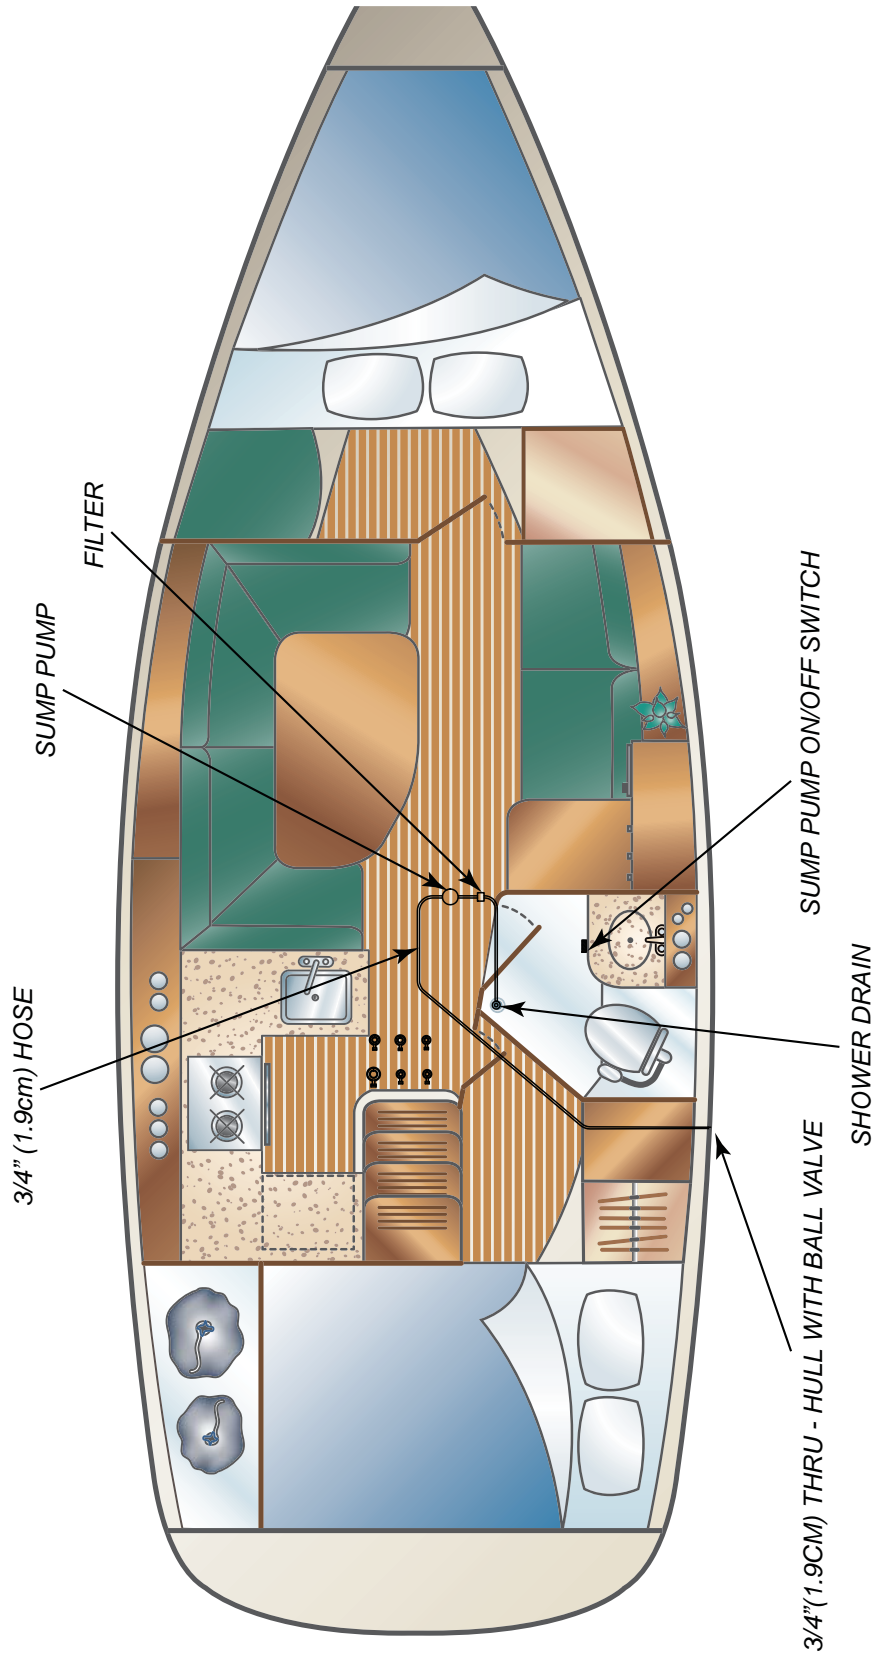 FILTER
SUMP PUMP
3/4” (1.9cm) HOSE
SUMP PUMP ON/OFF SWITCH
SHOWER DRAIN
3/4”(1.9CM) THRU - HULL WITH BALL VALVE